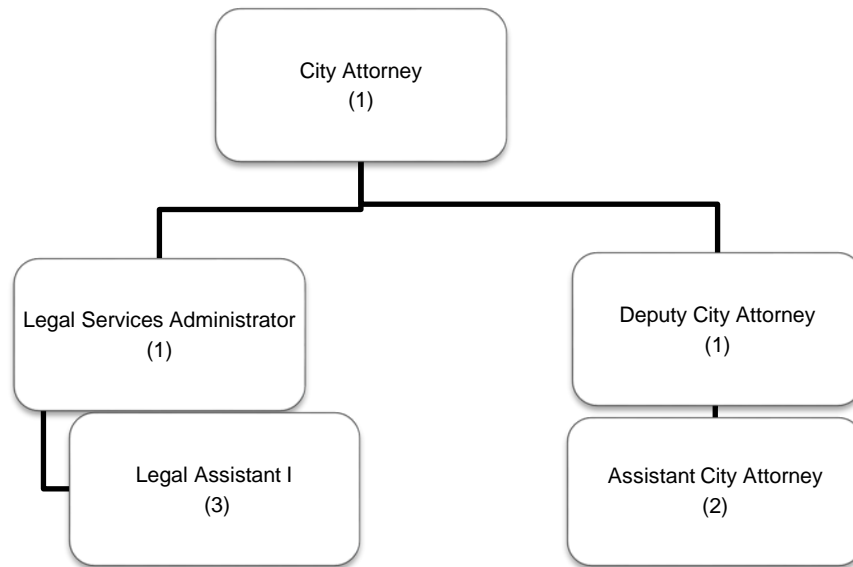 City Attorney
(1)
Legal Services Administrator
(1)
Deputy City Attorney
(1)
Legal Assistant I
(3)
Assistant City Attorney
(2)